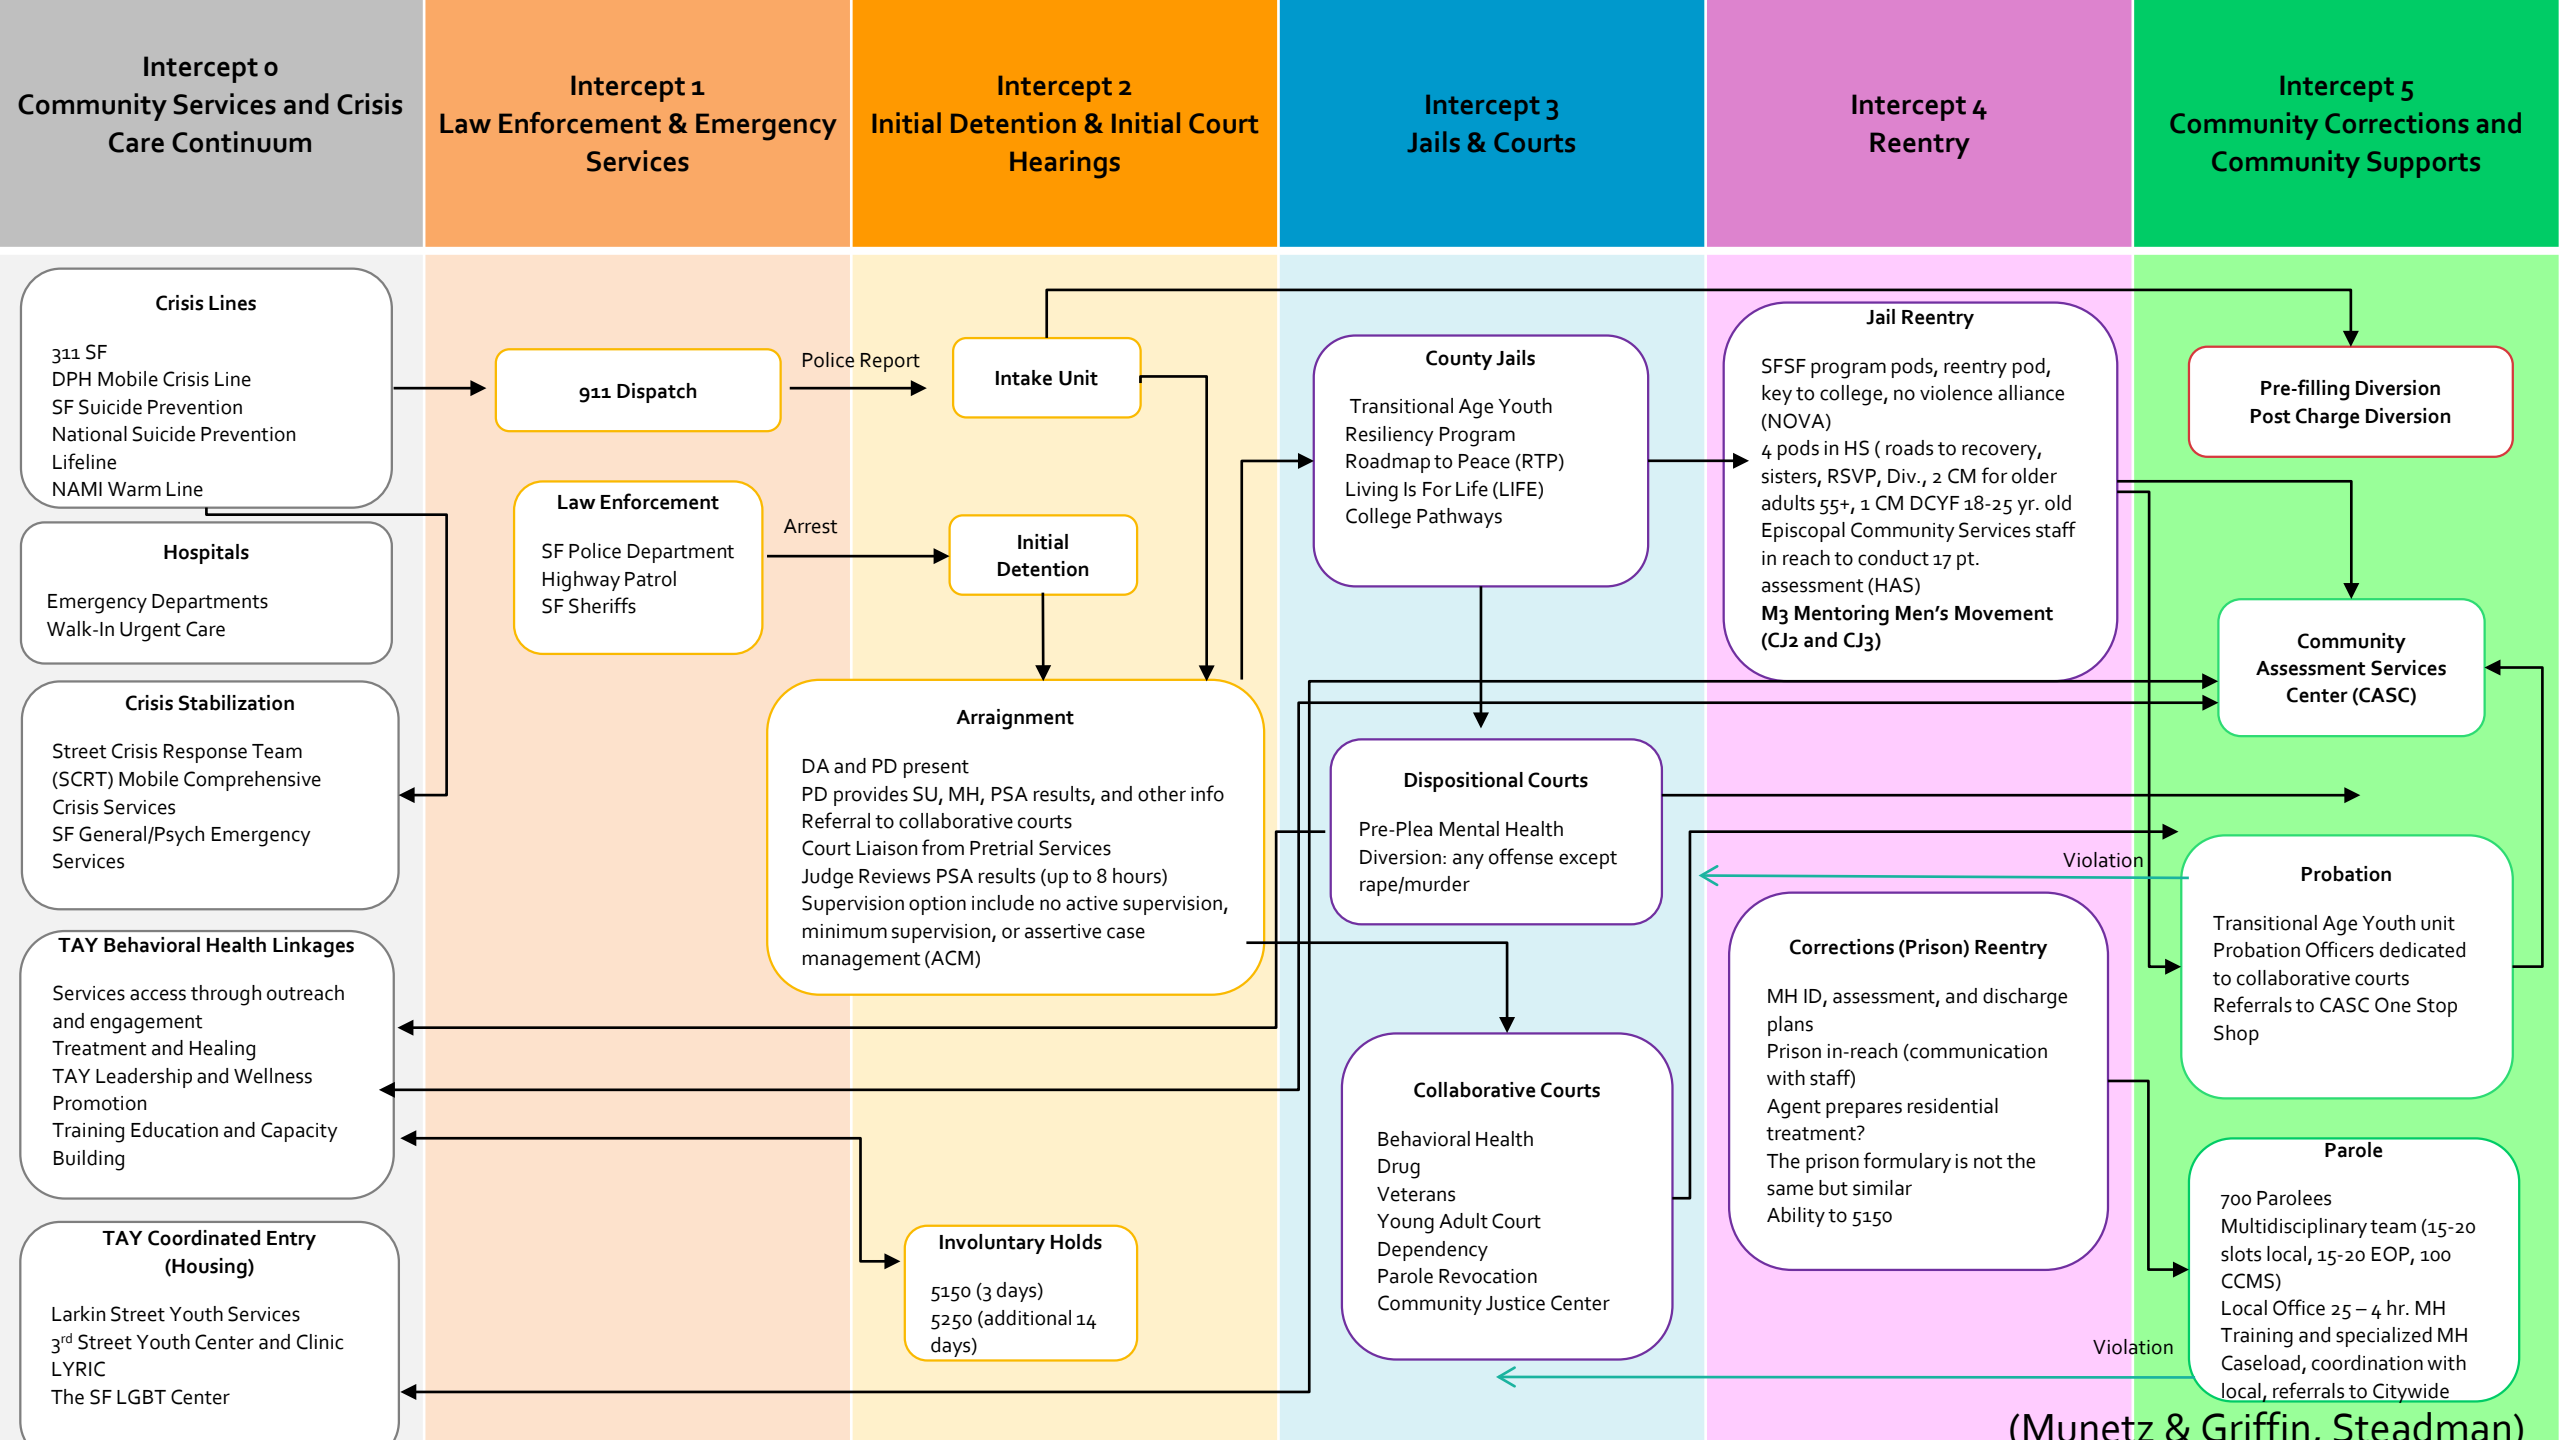 Intercept 0
Community Services and Crisis
Care Continuum
Intercept 1
Law Enforcement & Emergency
Services
Intercept 2
Initial Detention & Initial Court
Hearings
Intercept 3
Jails & Courts
Intercept 4
Reentry
Intercept 5
Community Corrections and
Community Supports
Crisis Lines
311 SF
DPH Mobile Crisis Line
SF Suicide Prevention
National Suicide Prevention
Lifeline
NAMI Warm Line
Hospitals
Emergency Departments
Walk-In Urgent Care
Crisis Stabilization
Street Crisis Response Team
(SCRT) Mobile Comprehensive
Crisis Services
SF General/Psych Emergency
Services
TAY Behavioral Health Linkages
Services access through outreach
and engagement
Treatment and Healing
TAY Leadership and Wellness
Promotion
Training Education and Capacity
Building
TAY Coordinated Entry
(Housing)
Larkin Street Youth Services
3rd Street Youth Center and Clinic
LYRIC
The SF LGBT Center
911 Dispatch
Police Report
Law Enforcement
SF Police Department
Highway Patrol
SF Sheriffs
Arrest
Intake Unit
Initial
Detention
Arraignment
DA and PD present
PD provides SU, MH, PSA results, and other info
Referral to collaborative courts
Court Liaison from Pretrial Services
Judge Reviews PSA results (up to 8 hours)
Supervision option include no active supervision,
minimum supervision, or assertive case
management (ACM)
Involuntary Holds
5150 (3 days)
5250 (additional 14
days)
County Jails
Transitional Age Youth
Resiliency Program
Roadmap to Peace (RTP)
Living Is For Life (LIFE)
College Pathways
Dispositional Courts
Pre-Plea Mental Health
Diversion: any offense except
rape/murder
Collaborative Courts
Behavioral Health
Drug
Veterans
Young Adult Court
Dependency
Parole Revocation
Community Justice Center
Jail Reentry
SFSF program pods, reentry pod,
key to college, no violence alliance
(NOVA)
4 pods in HS ( roads to recovery,
sisters, RSVP, Div., 2 CM for older
adults 55+, 1 CM DCYF 18-25 yr. old
Episcopal Community Services staff
in reach to conduct 17 pt.
assessment (HAS)
M3 Mentoring Men’s Movement
(CJ2 and CJ3)
Violation
Corrections (Prison) Reentry
MH ID, assessment, and discharge
plans
Prison in-reach (communication
with staff)
Agent prepares residential
treatment?
The prison formulary is not the
same but similar
Ability to 5150
Violation
Pre-filling Diversion
Post Charge Diversion
Community
Assessment Services
Center (CASC)
Probation
Transitional Age Youth unit
Probation Officers dedicated
to collaborative courts
Referrals to CASC One Stop
Shop
Parole
700 Parolees
Multidisciplinary team (15-20
slots local, 15-20 EOP, 100
CCMS)
Local Office 25 – 4 hr. MH
Training and specialized MH
Caseload, coordination with
local, referrals to Citywide
(Munetz & Griffin, Steadman)